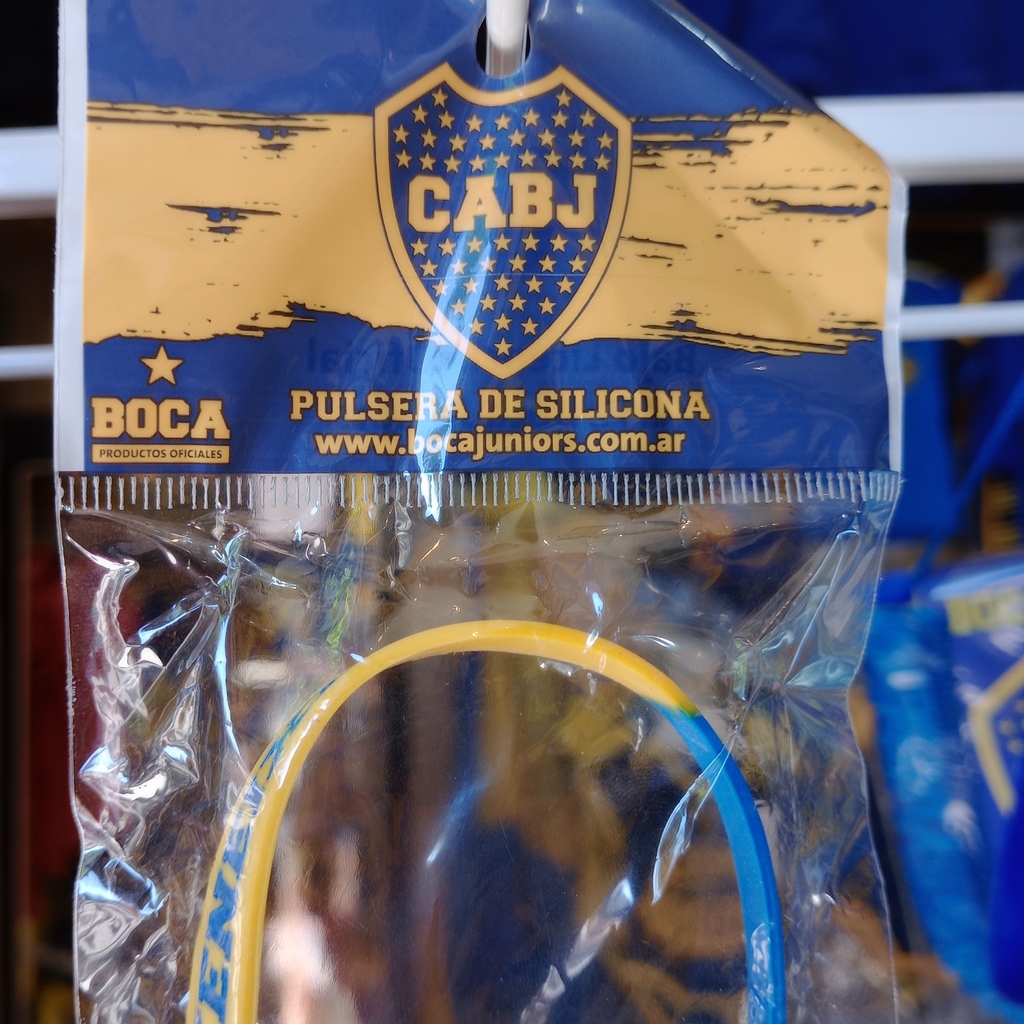 CABJ
BOCA
PRODUCTOS OFICIALES
PULSERA DE SILICONA
www.bocajuniors.com.ar